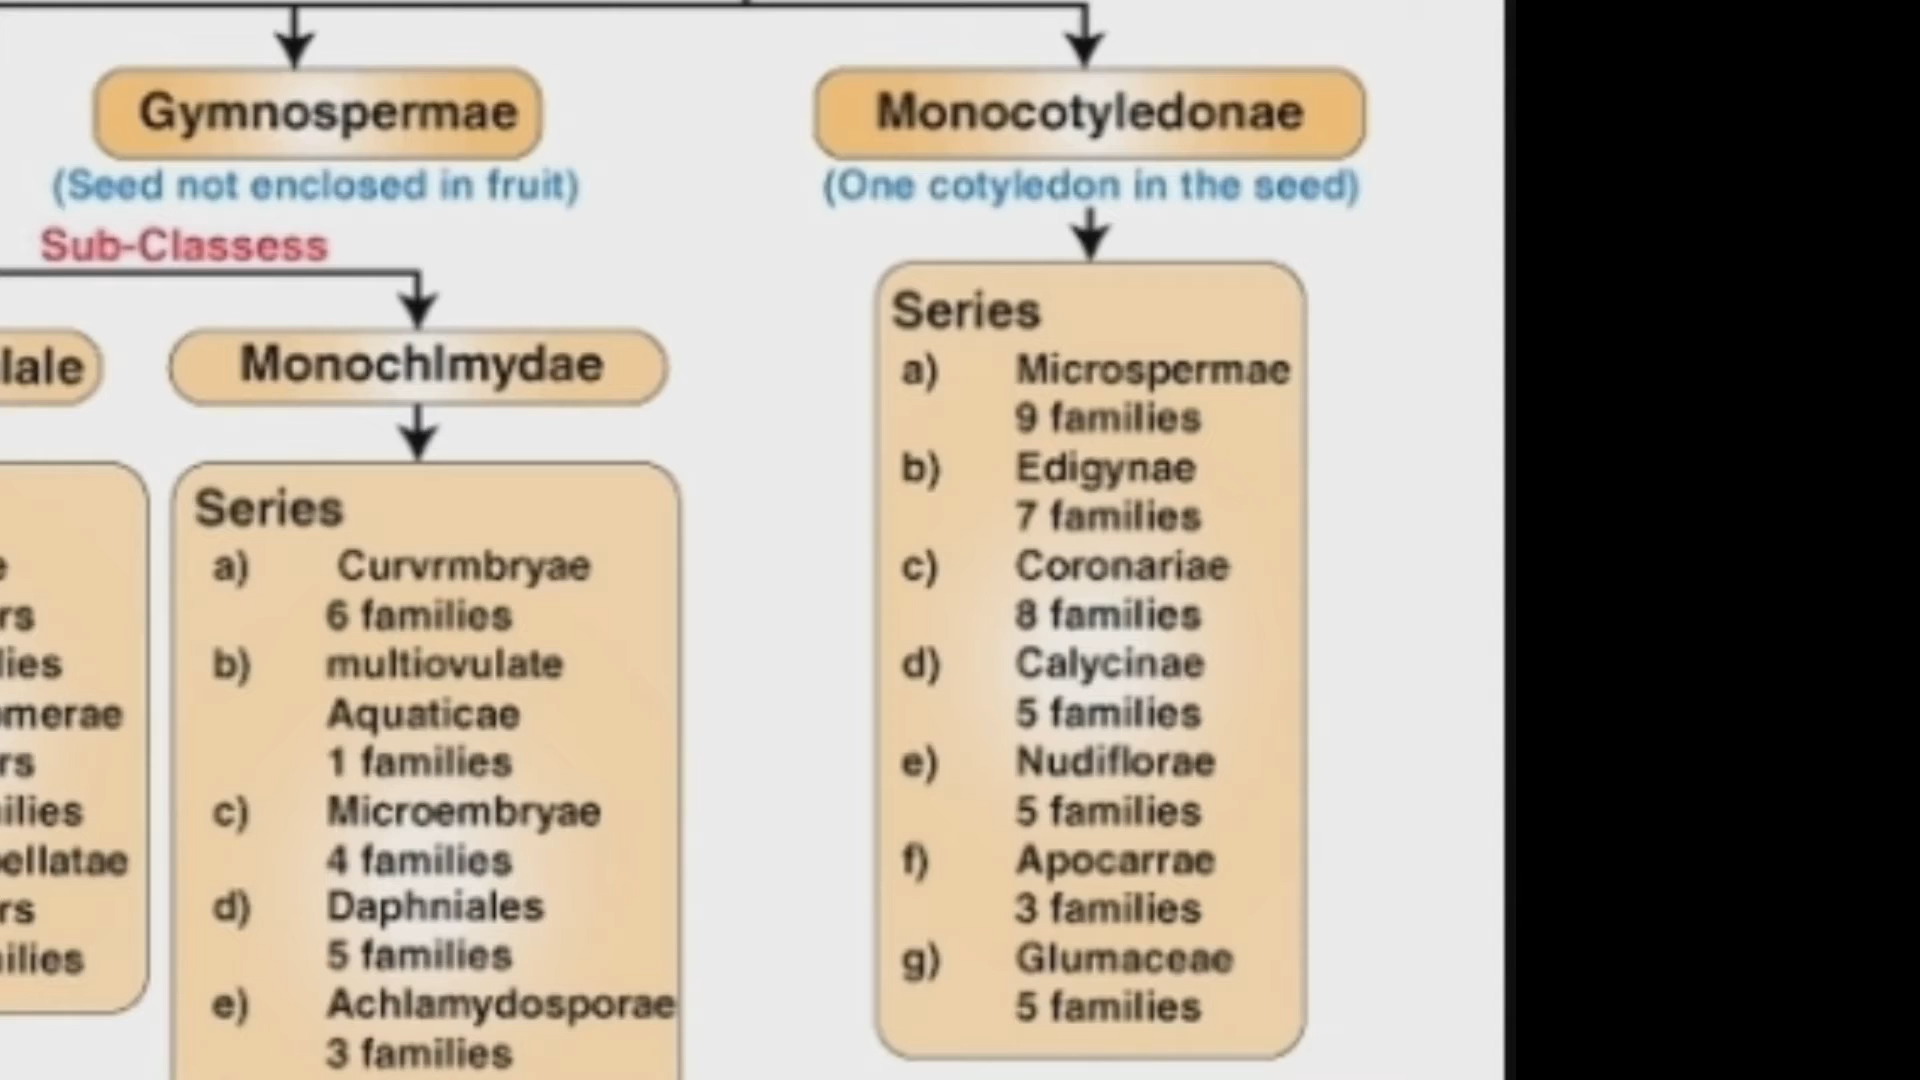 Gymnospermae
(Seed not enclosed in fruit)
Sub-Classess
Monochlmydae
Series
a) Curvrmbryae
6 families
b) multiovulate
Aquaticae
1 families
c) Microembryae
4 families
d) Daphniales
5 families
e) Achlamydosporae
3 families
Monocotyledonae
(One cotyledon in the seed)
Series
a) Microspermae
9 families
b) Edigynae
7 families
c) Coronariae
8 families
d) Calycinae
5 families
e) Nudiflorae
5 families
f) Apocarrae
3 families
g) Glumaceae
5 families